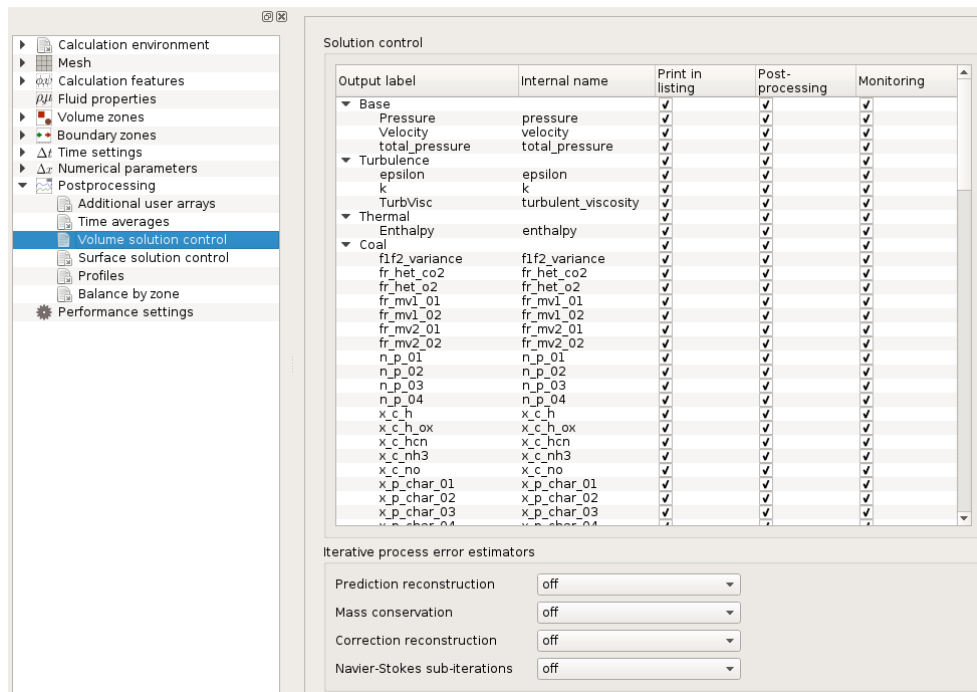 Calculation environment
Mesh
Calculation features
Fluid properties
Volume zones
Boundary zones
Δt Time settings
Δx Numerical parameters
Postprocessing
Additional user arrays
Time averages
Volume solution control
Surface solution control
Profiles
Balance by zone
Performance settings
Solution control
Output label Internal name Print in listing Post-processing Monitoring
Base
Pressure pressure
Velocity velocity
total_pressure total_pressure
Turbulence
epsilon epsilon
k k
TurbVisc turbulent_viscosity
Thermal
Enthalpy enthalpy
Coal
f1f2_variance f1f2_variance
fr_het_co2 fr_het_co2
fr_het_o2 fr_het_o2
fr_mv1_01 fr_mv1_01
fr_mv1_02 fr_mv1_02
fr_mv2_01 fr_mv2_01
fr_mv2_02 fr_mv2_02
n_p_01 n_p_01
n_p_02 n_p_02
n_p_03 n_p_03
n_p_04 n_p_04
x_c_h x_c_h
x_c_h_ox x_c_h_ox
x_c_hcn x_c_hcn
x_c_nh3 x_c_nh3
x_c_no x_c_no
x_p_char_01 x_p_char_01
x_p_char_02 x_p_char_02
x_p_char_03 x_p_char_03
x_p_char_04 x_p_char_04
Iterative process error estimators
Prediction reconstruction off
Mass conservation off
Correction reconstruction off
Navier-Stokes sub-iterations off